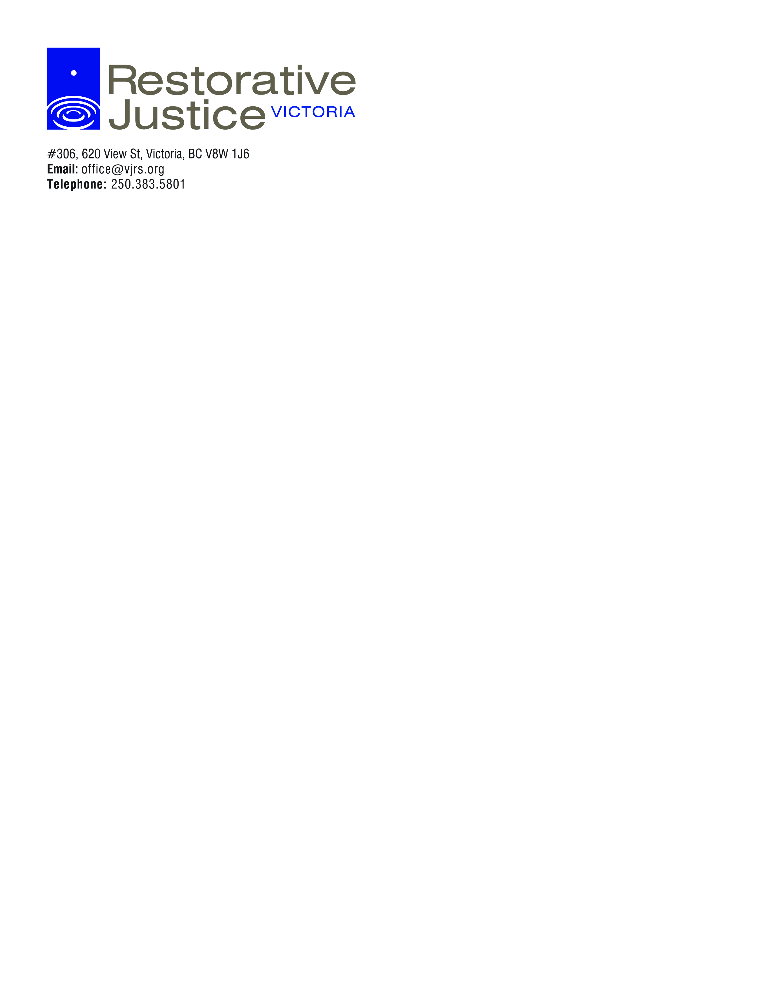 Restorative
Justice VICTORIA
#306, 620 View St, Victoria, BC V8W 1J6
Email: office@vjrs.org
Telephone: 250.383.5801